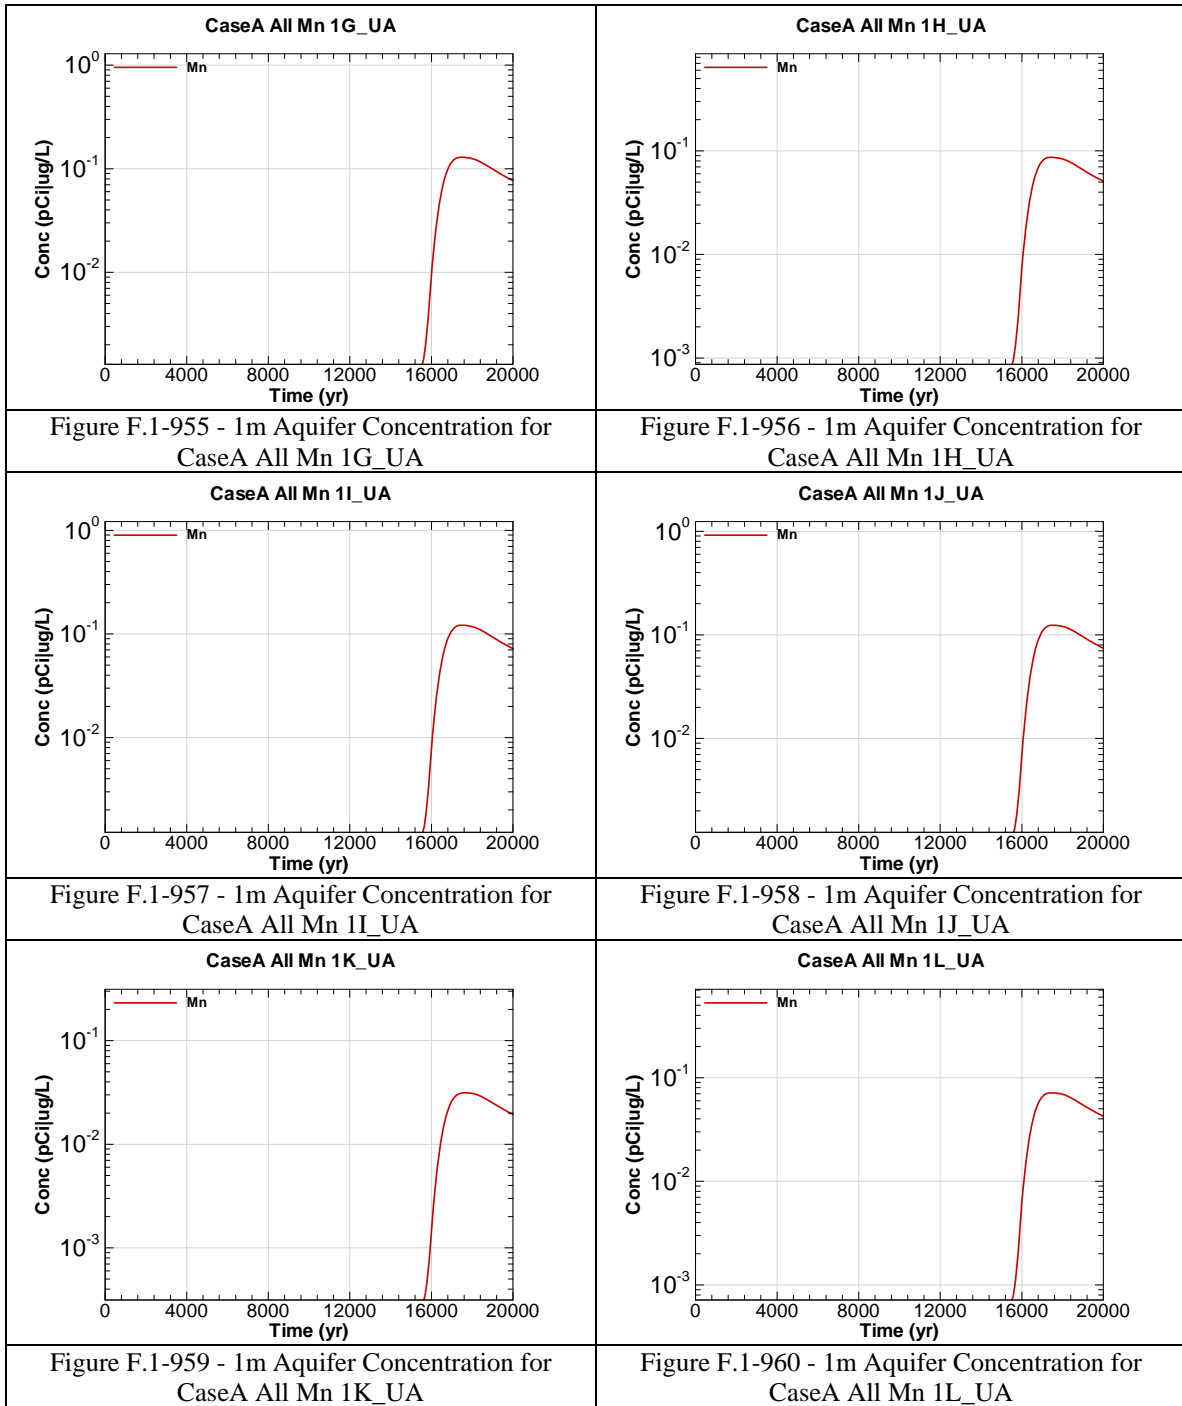 CaseA All Mn 1G_UA
Mn
10^0
10^-1
10^-2
Conc (pCi|ug/L)
0 4000 8000 12000 16000 20000
Time (yr)
Figure F.1-955 - 1m Aquifer Concentration for
CaseA All Mn 1G_UA
CaseA All Mn 1H_UA
Mn
10^-1
10^-2
10^-3
Conc (pCi|ug/L)
0 4000 8000 12000 16000 20000
Time (yr)
Figure F.1-956 - 1m Aquifer Concentration for
CaseA All Mn 1H_UA
CaseA All Mn 1I_UA
Mn
10^0
10^-1
10^-2
Conc (pCi|ug/L)
0 4000 8000 12000 16000 20000
Time (yr)
Figure F.1-957 - 1m Aquifer Concentration for
CaseA All Mn 1I_UA
CaseA All Mn 1J_UA
Mn
10^0
10^-1
10^-2
Conc (pCi|ug/L)
0 4000 8000 12000 16000 20000
Time (yr)
Figure F.1-958 - 1m Aquifer Concentration for
CaseA All Mn 1J_UA
CaseA All Mn 1K_UA
Mn
10^-1
10^-2
10^-3
Conc (pCi|ug/L)
0 4000 8000 12000 16000 20000
Time (yr)
Figure F.1-959 - 1m Aquifer Concentration for
CaseA All Mn 1K_UA
CaseA All Mn 1L_UA
Mn
10^-1
10^-2
10^-3
Conc (pCi|ug/L)
0 4000 8000 12000 16000 20000
Time (yr)
Figure F.1-960 - 1m Aquifer Concentration for
CaseA All Mn 1L_UA